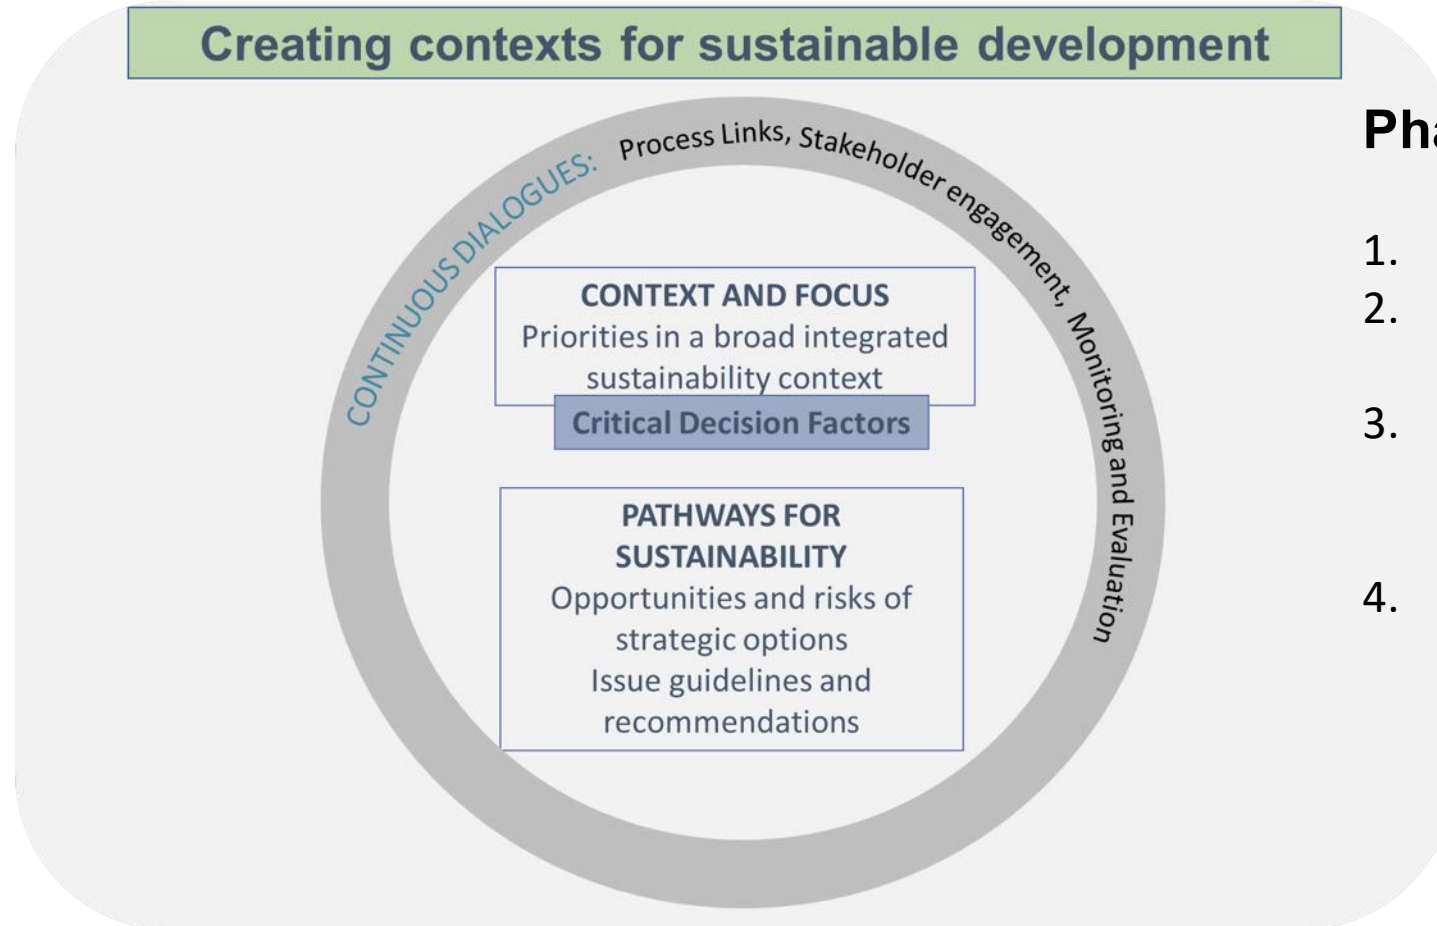 Creating contexts for sustainable development
CONTINUOUS DIALOGUES: Process Links, Stakeholder engagement, Monitoring and Evaluation
CONTEXT AND FOCUS
Priorities in a broad integrated
sustainability context
Critical Decision Factors
PATHWAYS FOR
SUSTAINABILITY
Opportunities and risks of
strategic options
Issue guidelines and
recommendations
1.
2.
3.
4.